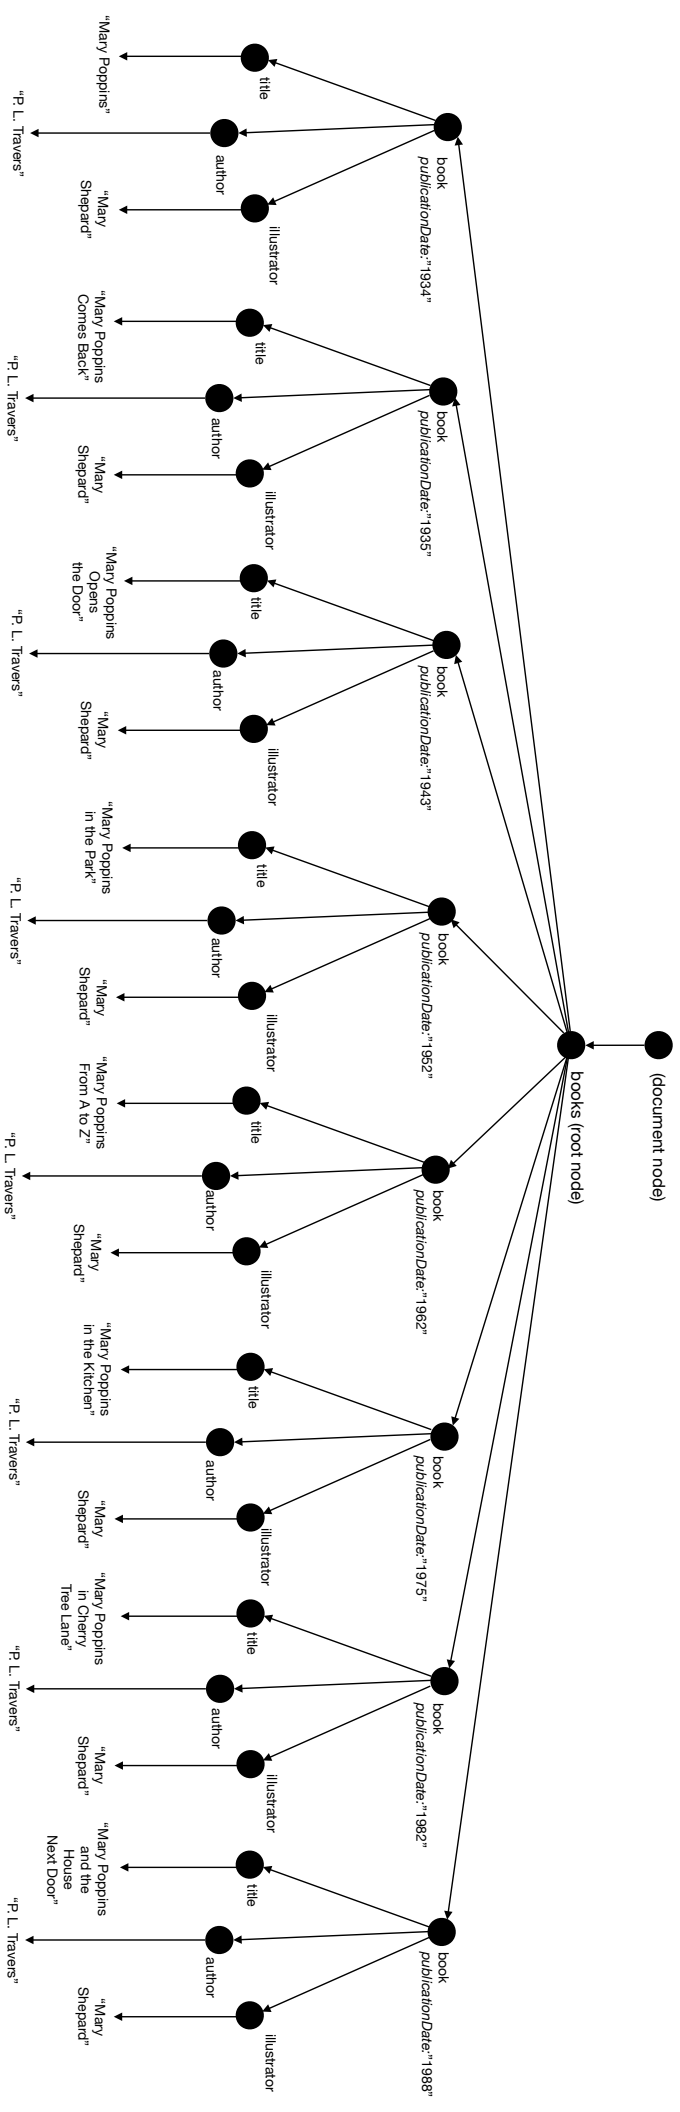 (document node)
books (root node)
book
publicationDate:"1934"
title
"Mary Poppins"
author
"P. L. Travers"
illustrator
"Mary
Shepard"
book
publicationDate:"1935"
title
"Mary Poppins
Comes Back"
author
"P. L. Travers"
illustrator
"Mary
Shepard"
book
publicationDate:"1943"
title
"Mary Poppins
Opens
the Door"
author
"P. L. Travers"
illustrator
"Mary
Shepard"
book
publicationDate:"1952"
title
"Mary Poppins
in the Park"
author
"P. L. Travers"
illustrator
"Mary
Shepard"
book
publicationDate:"1962"
title
"Mary Poppins
From A to Z"
author
"P. L. Travers"
illustrator
"Mary
Shepard"
book
publicationDate:"1975"
title
"Mary Poppins
in the Kitchen"
author
"P. L. Travers"
illustrator
"Mary
Shepard"
book
publicationDate:"1982"
title
"Mary Poppins
in Cherry
Tree Lane"
author
"P. L. Travers"
illustrator
"Mary
Shepard"
book
publicationDate:"1988"
title
"Mary Poppins
and the
House
Next Door"
author
"P. L. Travers"
illustrator
"Mary
Shepard"